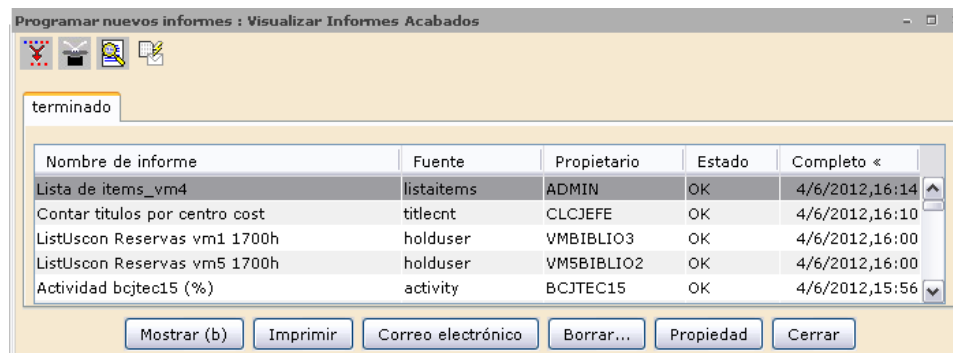 Programar nuevos informes : Visualizar Informes Acabados
terminado
Nombre de informe Fuente Propietario Estado Completo «
Lista de items_vm4 listaitems ADMIN OK 4/6/2012,16:14
Contar titulos por centro cost titlecnt CLCJEFE OK 4/6/2012,16:10
ListUscon Reservas vm1 1700h holduser VMBIBLIO3 OK 4/6/2012,16:00
ListUscon Reservas vm5 1700h holduser VM5BIBLIO2 OK 4/6/2012,16:00
Actividad bcjtec15 (%) activity BCJTEC15 OK 4/6/2012,15:56
Mostrar (b) Imprimir Correo electrónico Borrar... Propiedad Cerrar